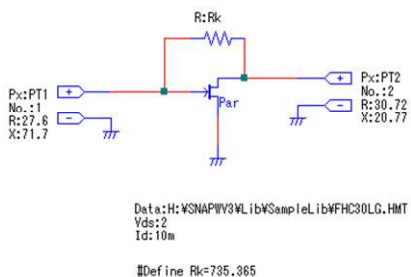 R:Rk
Px:PT1
No.:1
R:27.6
X:71.7
+
-
Par
Px:PT2
No.:2
R:30.72
X:20.77
+
-
Data:H:¥SNAPWV3¥Lib¥SampleLib¥FHC30LG.HMT
Vds:2
Id:10m
#Define Rk=735.365